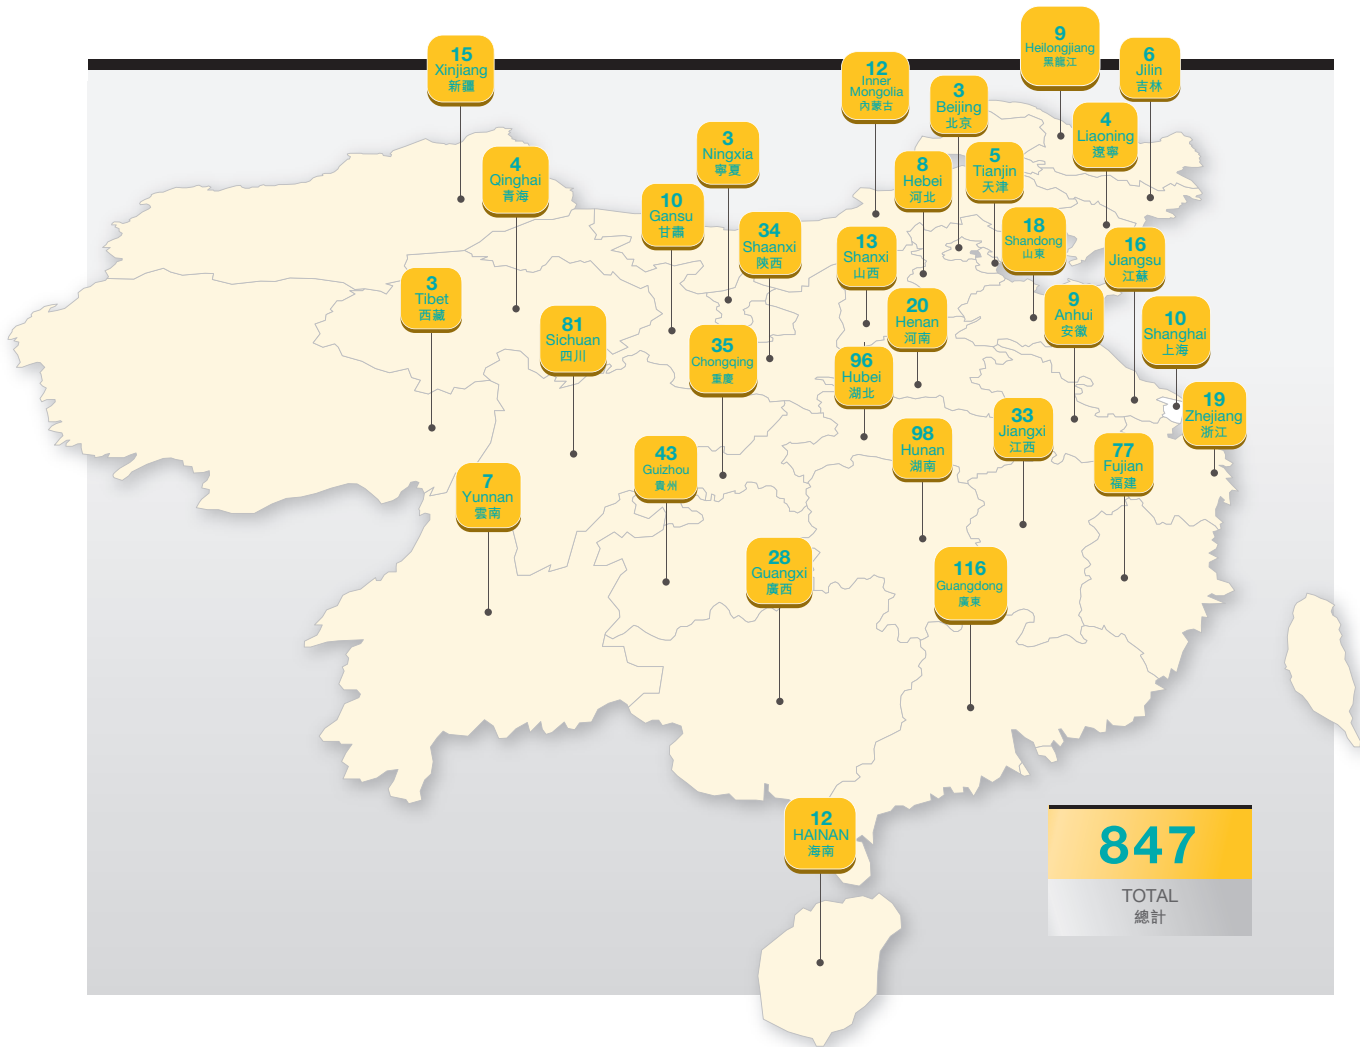 9
Heilongjiang
黑龍江
15
Xinjiang
新疆
6
Jilin
吉林
12
Inner
Mongolia
內蒙古
3
Beijing
北京
4
Liaoning
遼寧
3
Ningxia
寧夏
4
Qinghai
青海
8
Hebei
河北
5
Tianjin
天津
10
Gansu
甘肅
34
Shaanxi
陝西
18
Shandong
山東
13
Shanxi
山西
16
Jiangsu
江蘇
3
Tibet
西藏
20
Henan
河南
9
Anhui
安徽
10
Shanghai
上海
81
Sichuan
四川
35
Chongqing
重慶
96
Hubei
湖北
19
Zhejiang
浙江
33
Jiangxi
江西
98
Hunan
湖南
77
Fujian
福建
43
Guizhou
貴州
7
Yunnan
雲南
28
Guangxi
廣西
116
Guangdong
廣東
12
HAINAN
海南
847
TOTAL
總計